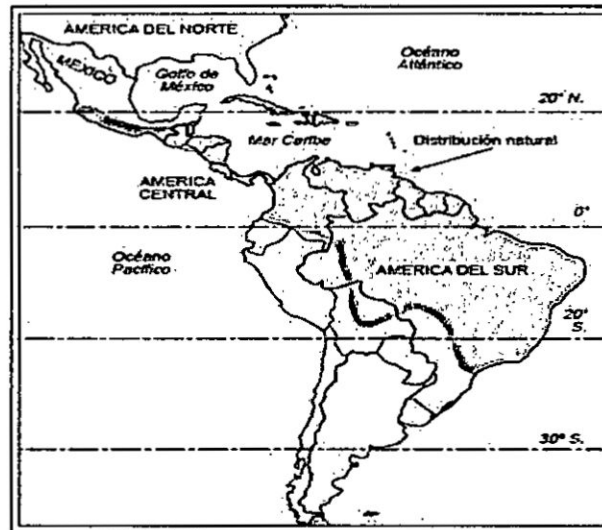 AMERICA DEL NORTE
MEXICO
Golfo de
México
Océano
Atlántico
20° N.
Mar Caribe
Distribución natural
AMERICA
CENTRAL
0°
Océano
Pacífico
AMERICA DEL SUR
20°
S.
30° S.